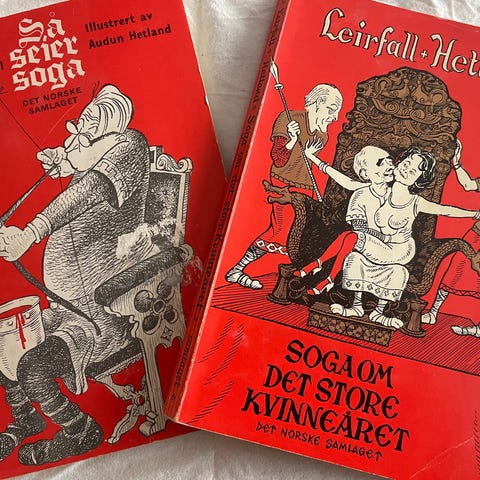 Så
seier
soga
DET NORSKE
SAMLAGET
Illustrert av
Audun Hetland
Leirfall + Het
SOGA OM
DET STORE
KVINNEÅRET
DET NORSKE SAMLAGET